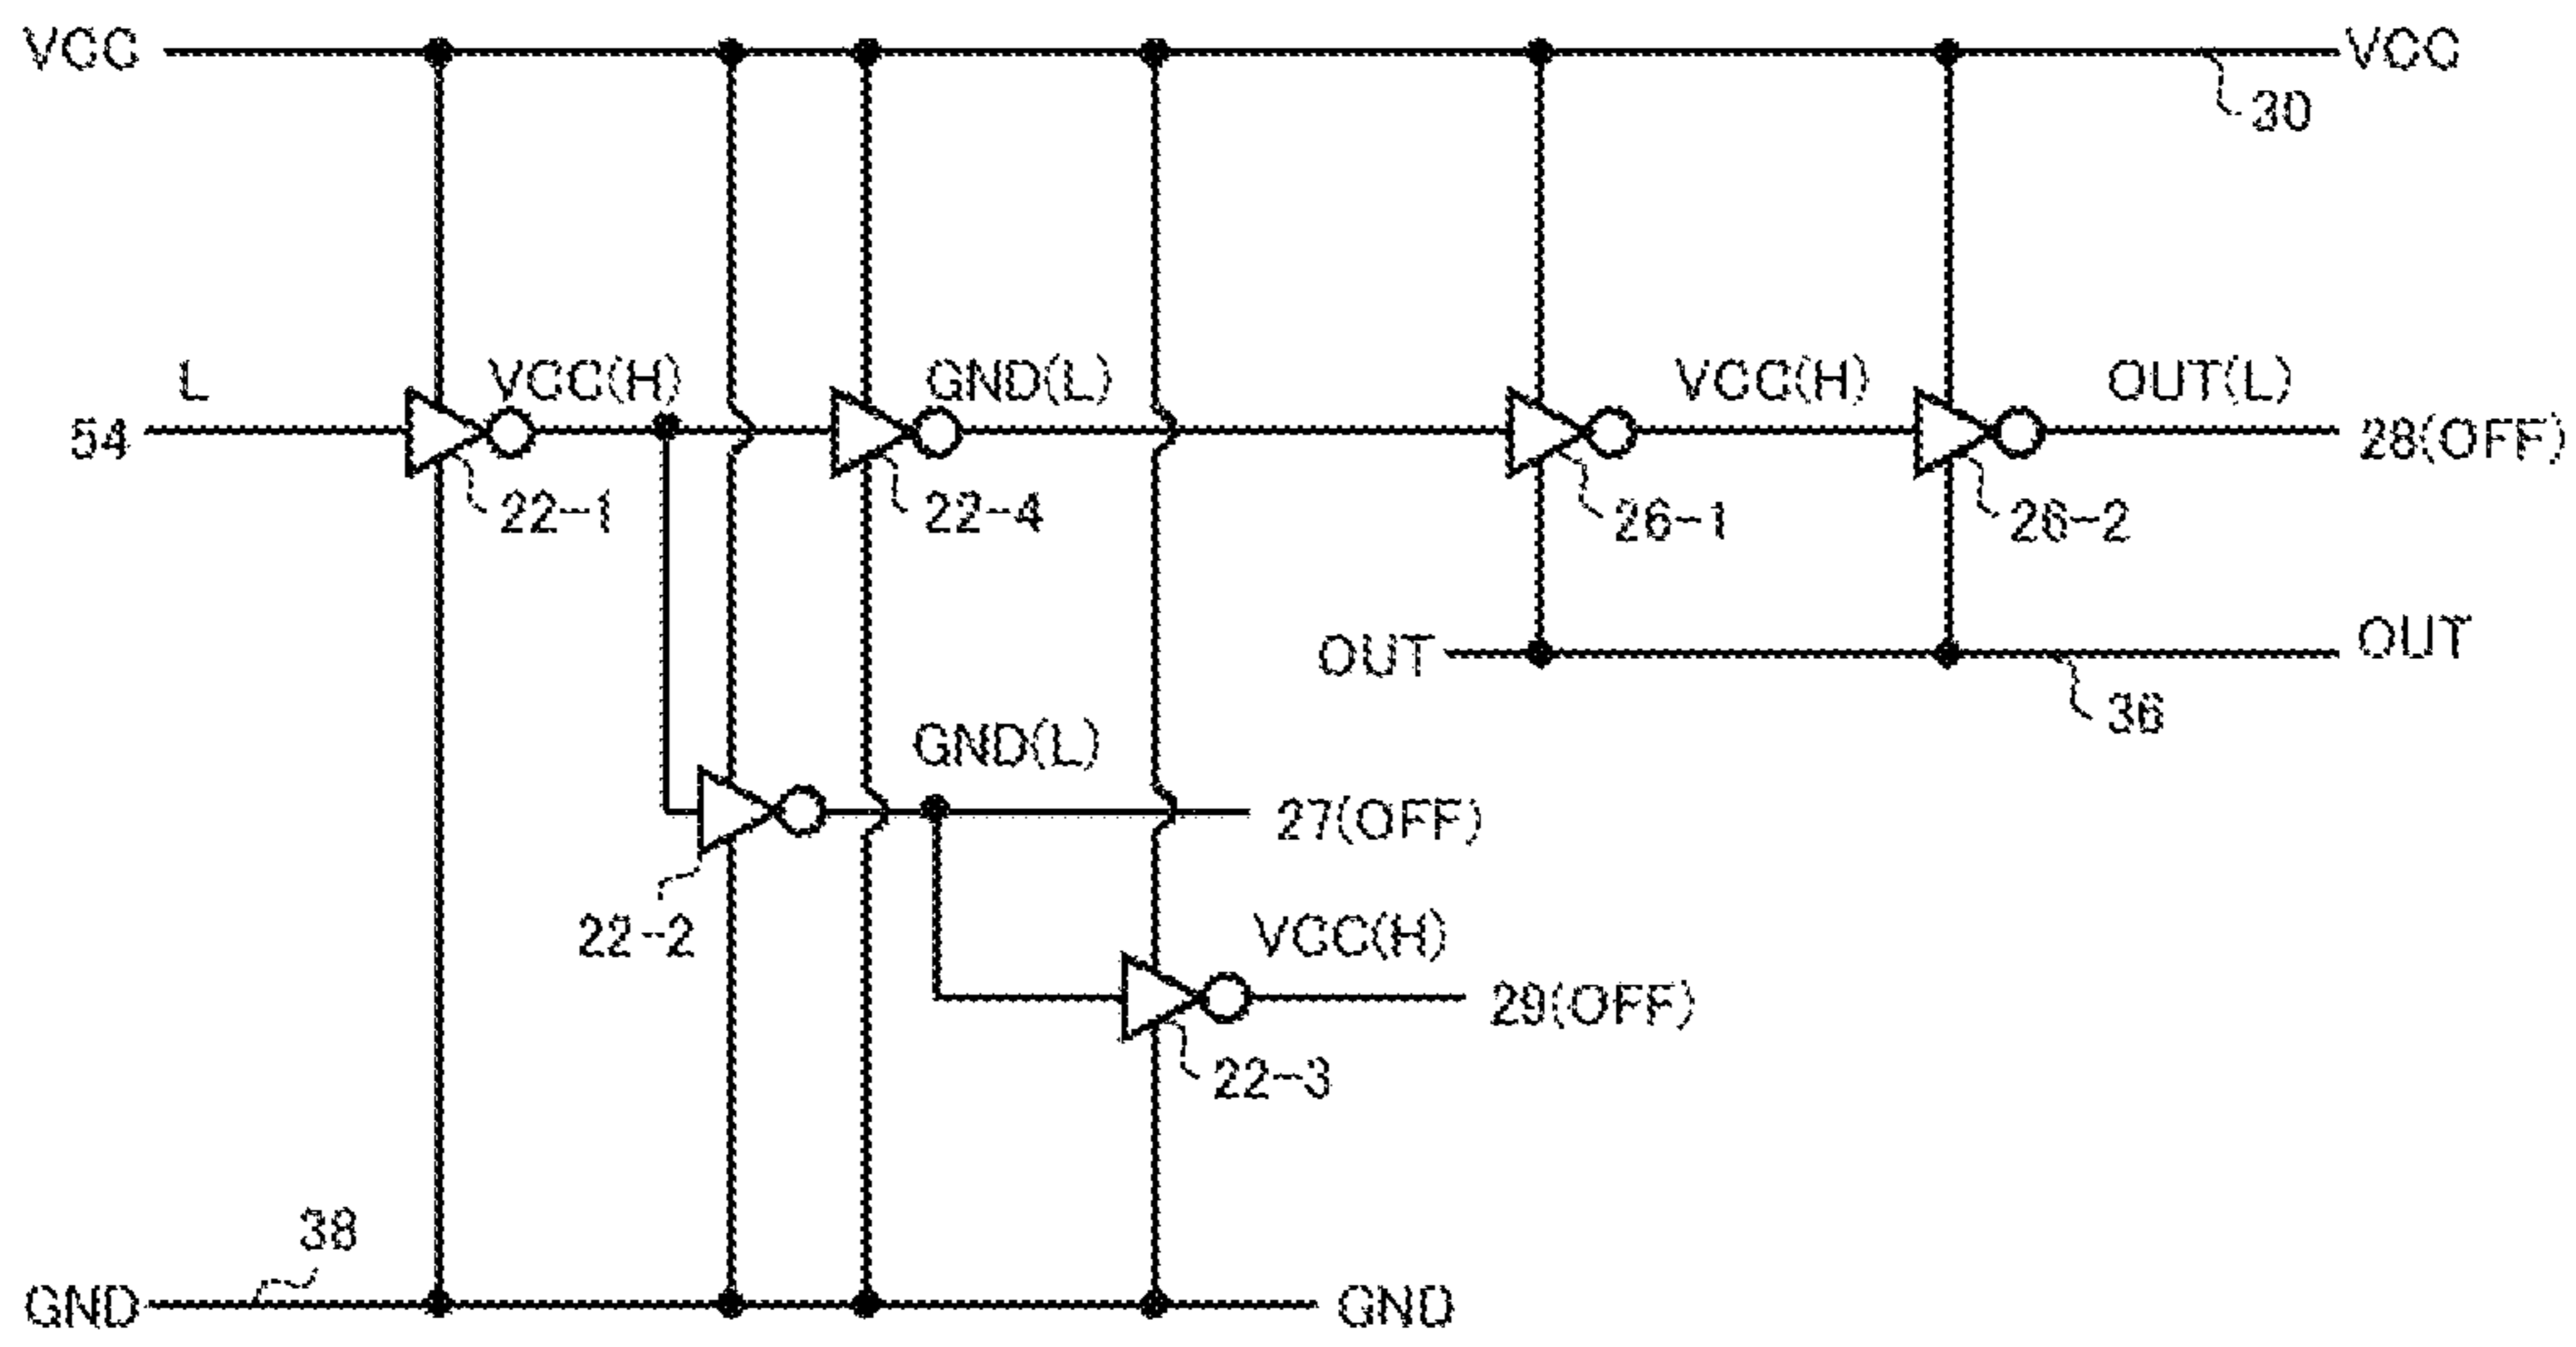 VCC
VCC
30
L
VCC(H)
GND(L)
VCC(H)
OUT(L)
54
28(OFF)
22-1
22-4
26-1
26-2
OUT
OUT
36
GND(L)
27(OFF)
22-2
VCC(H)
29(OFF)
22-3
38
GND
GND